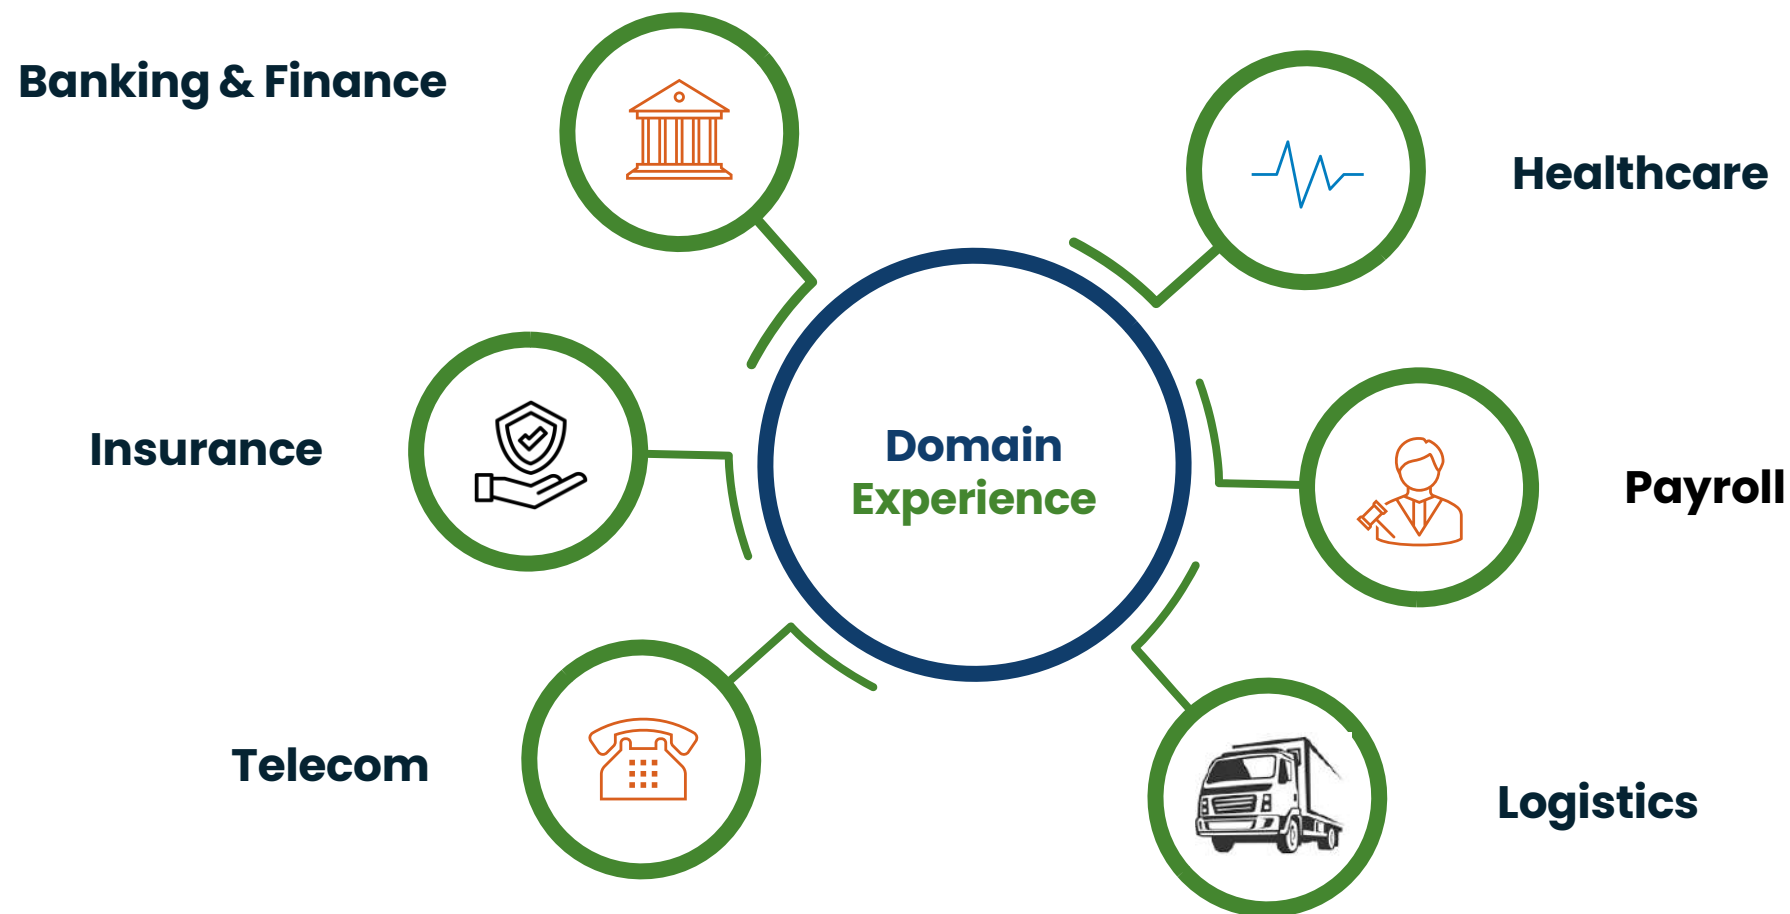 Banking & Finance
Healthcare
Insurance
Domain
Experience
Payroll
Telecom
Logistics